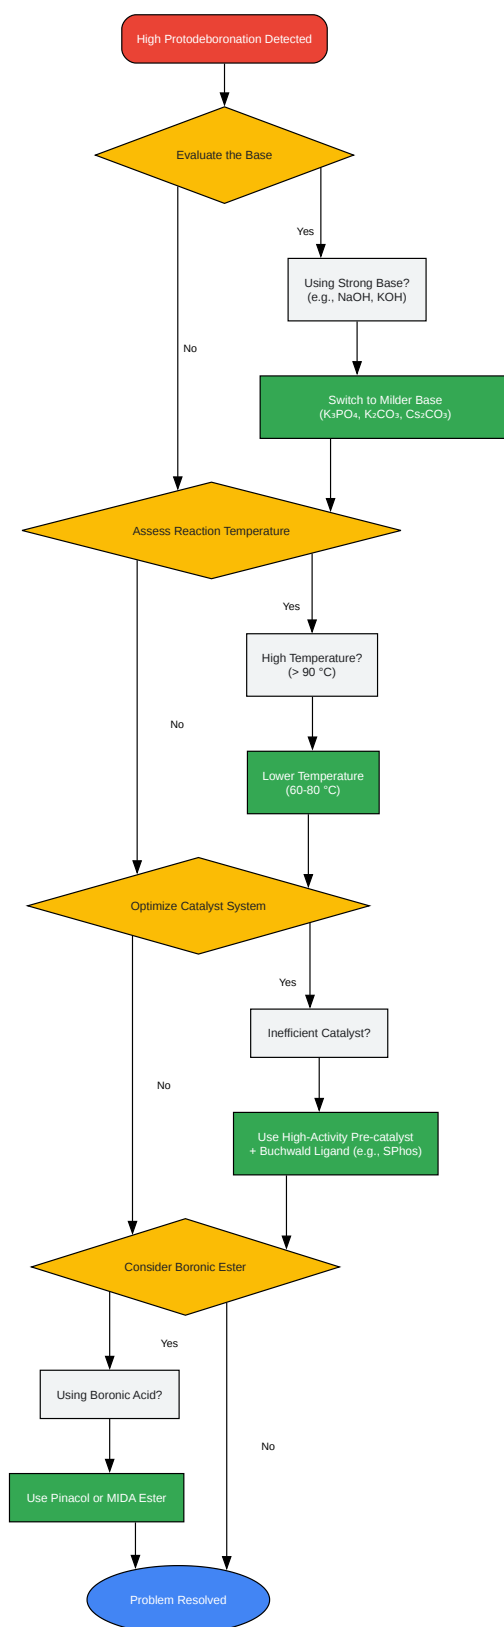 High Protodeboronation Detected
Evaluate the Base
Yes
Using Strong Base?
(e.g., NaOH, KOH)
No
Switch to Milder Base
(K₃PO₄, K₂CO₃, Cs₂CO₃)
Assess Reaction Temperature
Yes
High Temperature?
(> 90 °C)
No
Lower Temperature
(60-80 °C)
Optimize Catalyst System
Yes
Inefficient Catalyst?
No
Use High-Activity Pre-catalyst
+ Buchwald Ligand (e.g., SPhos)
Consider Boronic Ester
Yes
Using Boronic Acid?
No
Use Pinacol or MIDA Ester
Problem Resolved